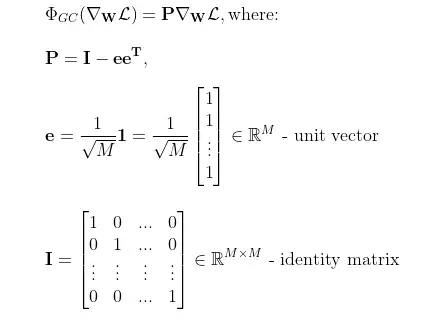 Φ_GC(∇_W ℒ) = P∇_W ℒ, where:
P = I − ee^T,
e = 1/√M 1 = 1/√M [1 1 ⋮ 1] ∈ ℝ^M - unit vector
I = [1 0 ... 0; 0 1 ... 0; ⋮ ⋮ ⋮ ⋮; 0 0 ... 1] ∈ ℝ^{M×M} - identity matrix